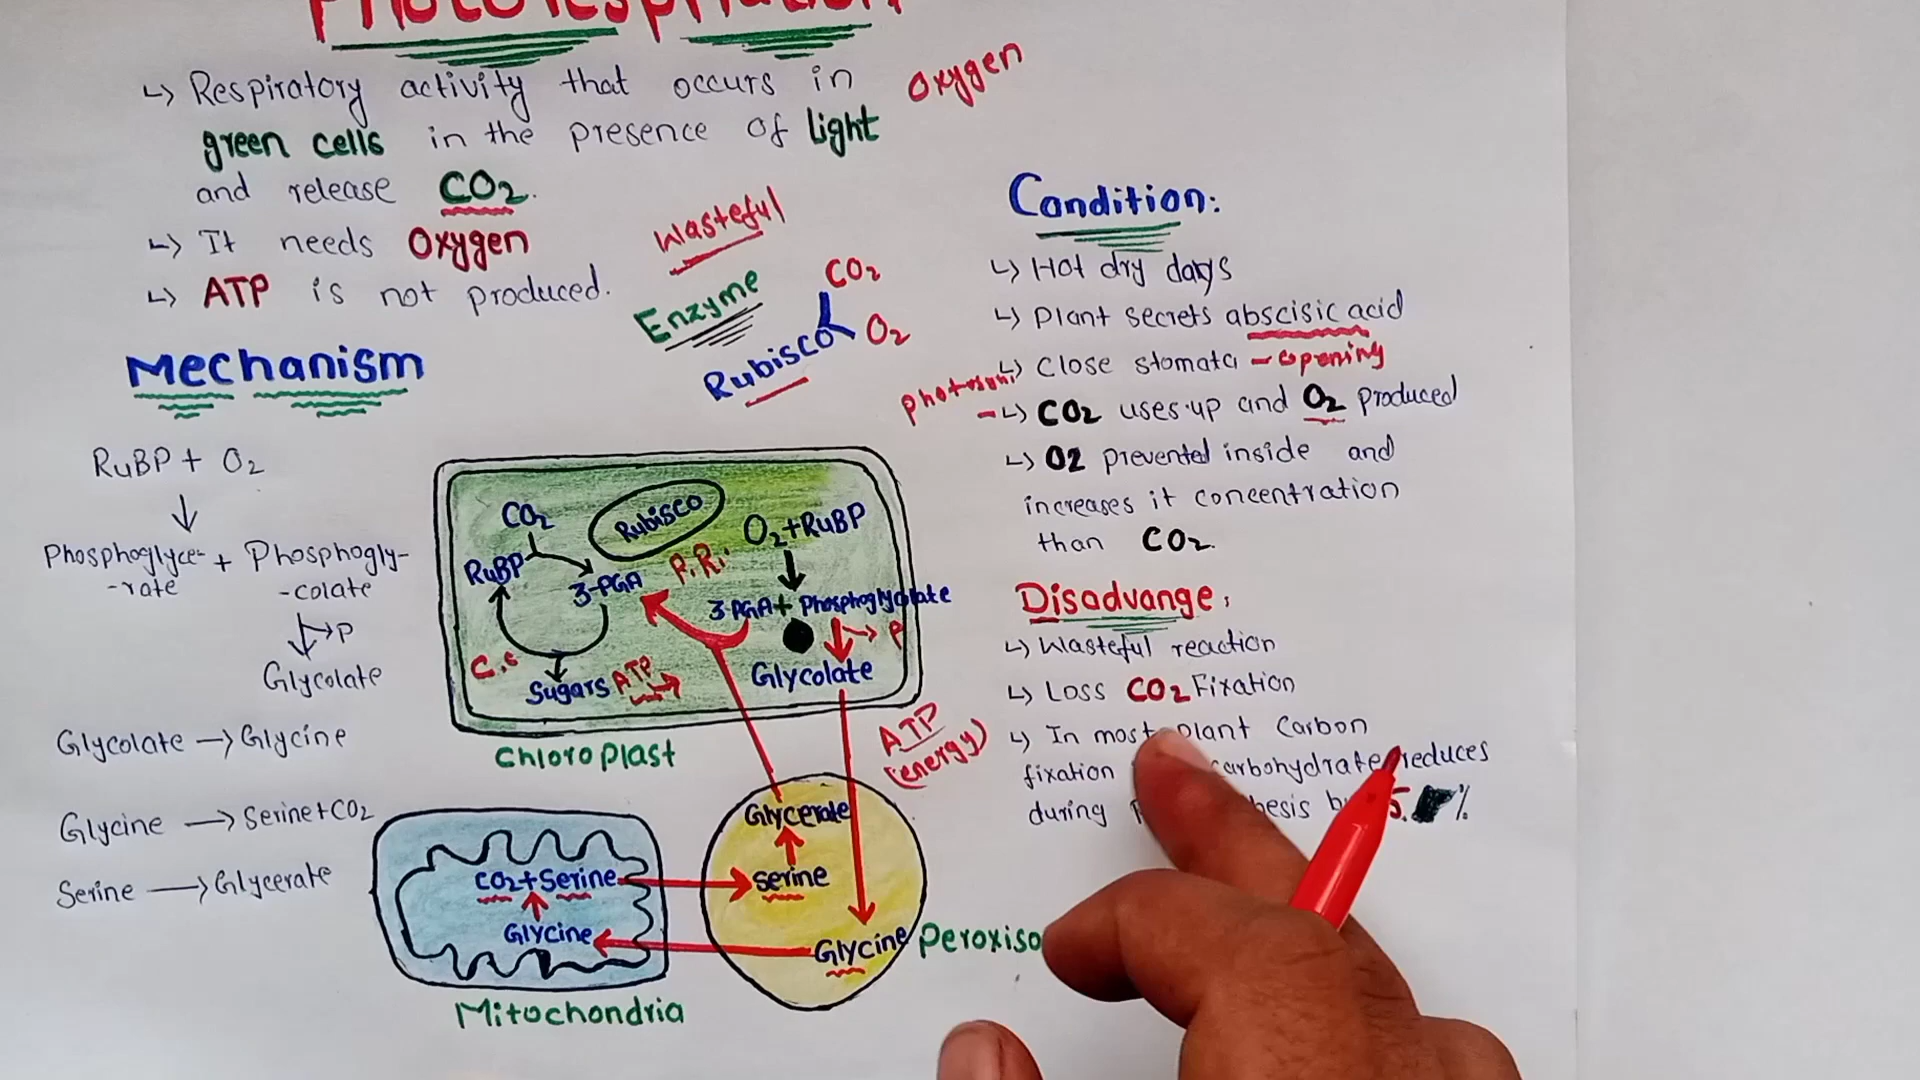 Photorespiration
↳ Respiratory activity that occurs in
Oxygen
green cells in the presence of light
and release CO2.
↳ It needs Oxygen
↳ ATP is not produced.
Wasteful
Enzyme
Rubisco
CO2
O2
Mechanism
RuBP + O2
Phosphoglyce-
-rate
+ Phosphogly-
-colate
→ P
Glycolate
Glycolate → Glycine
Glycine → Serine + CO2
Serine → Glycerate
CO2
Rubisco
O2 + RuBP
RuBP
3-PGA
P.R.
3-PGA + Phosphoglycolate
→ P
C.C
Sugars
ATP
Glycolate
Chloroplast
ATP
(energy)
Glycerate
CO2 + Serine
Serine
Glycine
Glycine
Mitochondria
Condition:
↳ Hot dry days
↳ Plant secrets abscisic acid
↳ Close stomata - opening
↳ CO2 uses up and O2 produced
↳ O2 prevented inside and
increases it concentration
than CO2.
Disadvange:
↳ Wasteful reaction
↳ Loss CO2 Fixation
↳ In most plant Carbon
fixation carbohydrate reduces
during